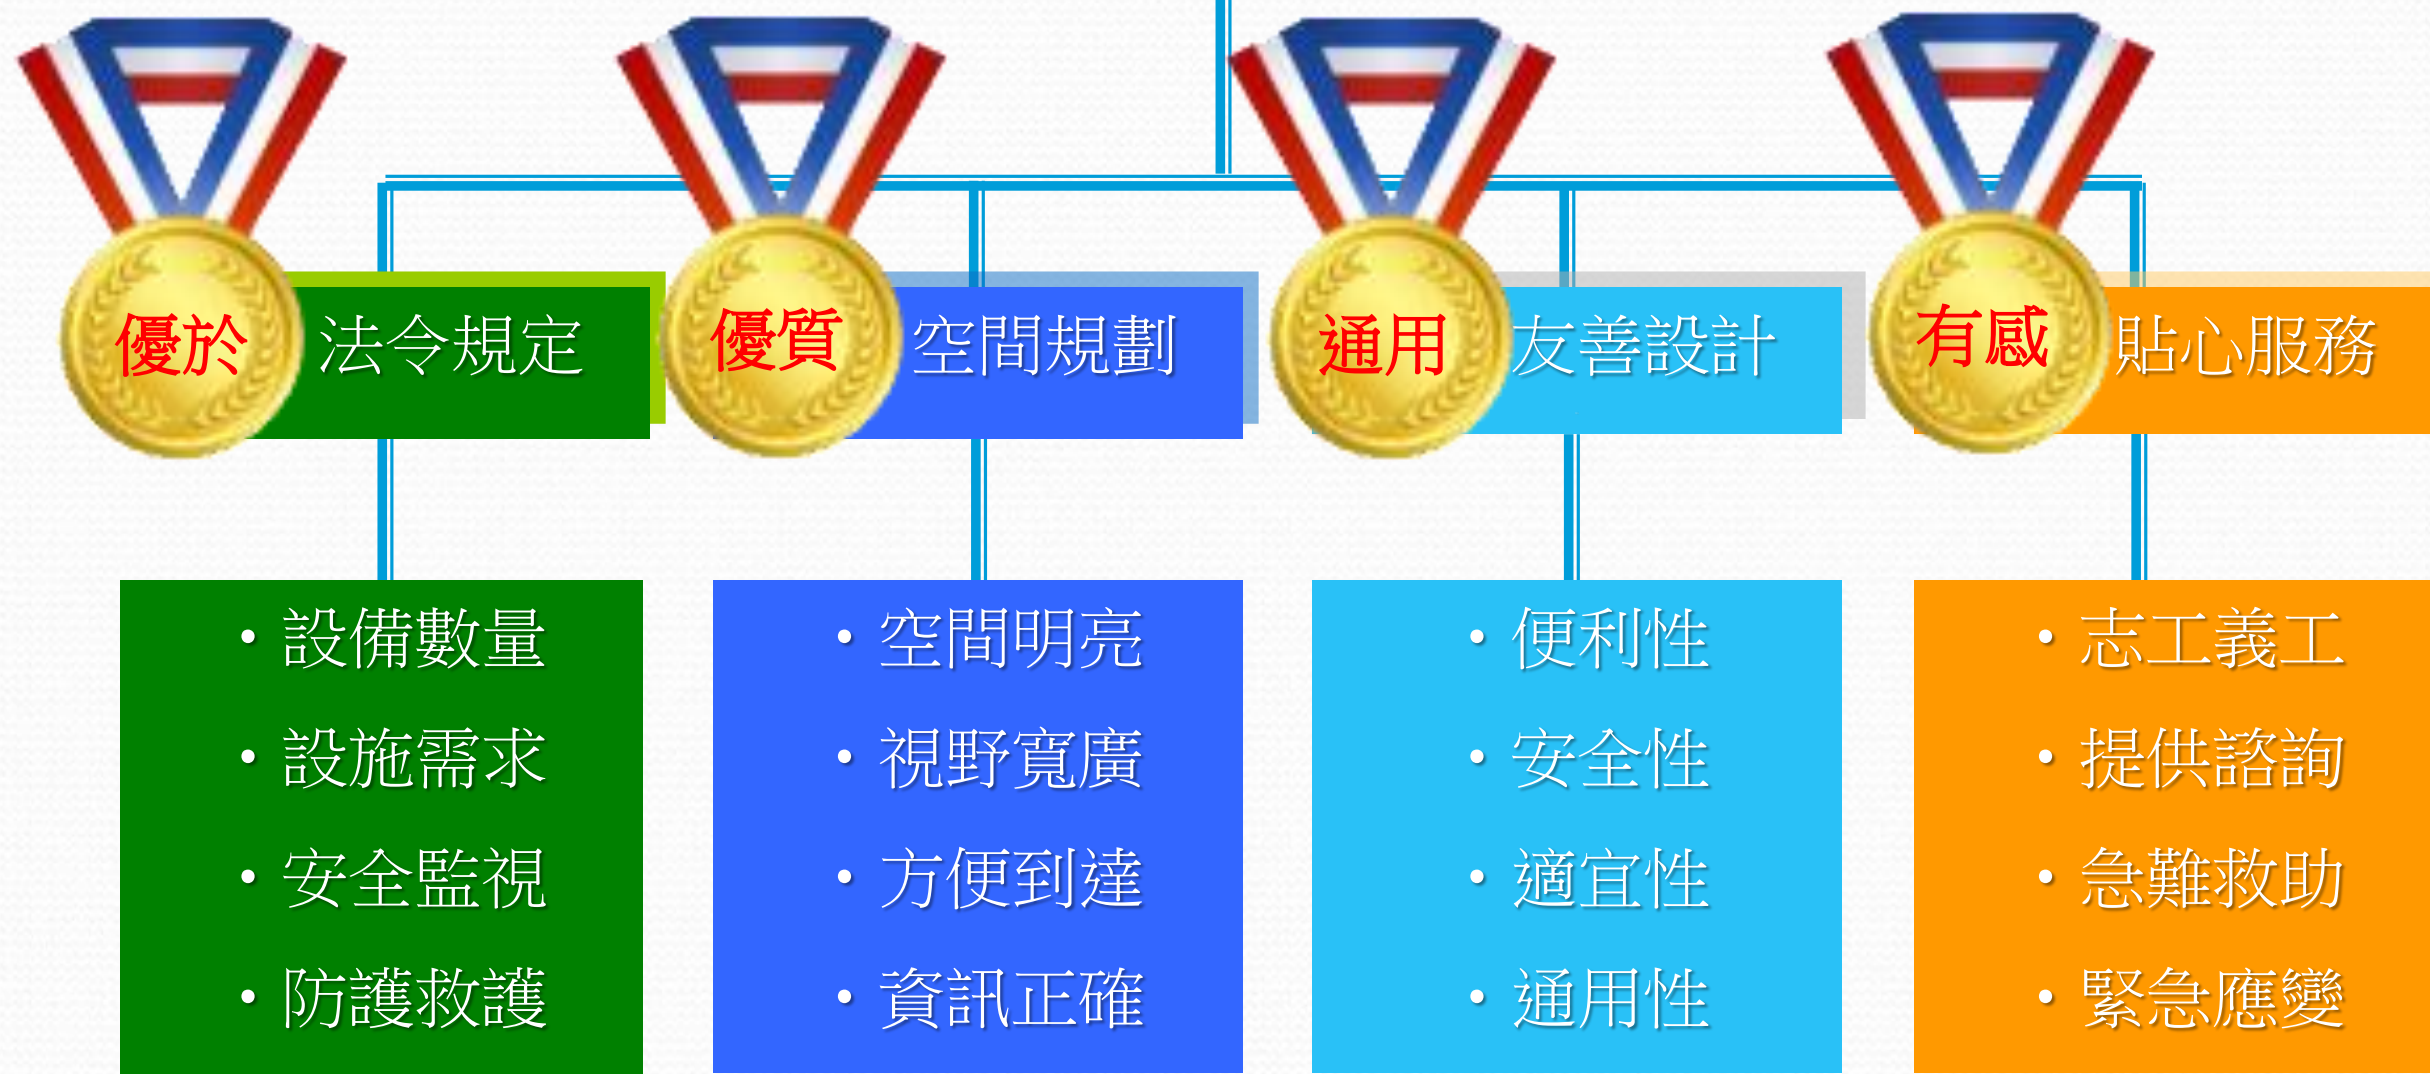 優於 法令規定
優質 空間規劃
通用 友善設計
有感 貼心服務
• 設備數量
• 設施需求
• 安全監視
• 防護救護
• 空間明亮
• 視野寬廣
• 方便到達
• 資訊正確
• 便利性
• 安全性
• 適宜性
• 通用性
• 志工義工
• 提供諮詢
• 急難救助
• 緊急應變